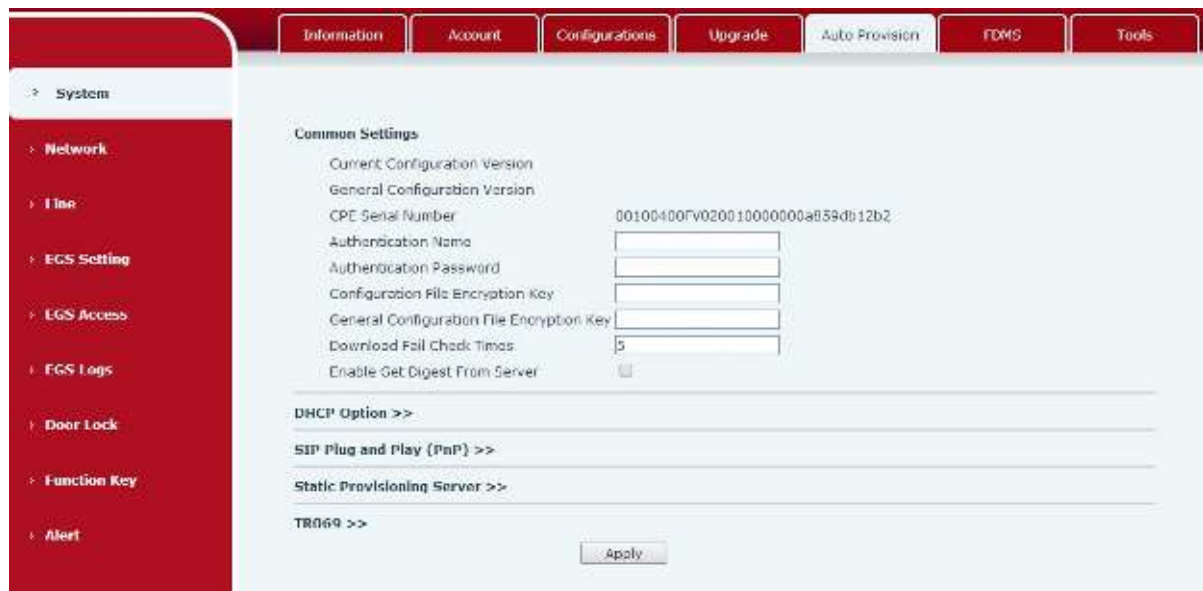 Information Account Configurations Upgrade Auto Provision FDMS Tools
System
Network
Line
EGS Setting
EGS Access
EGS Logs
Door Lock
Function Key
Alert
Common Settings
Current Configuration Version
General Configuration Version
CPE Serial Number 00100400FV020010000000a859db12b2
Authentication Name
Authentication Password
Configuration File Encryption Key
General Configuration File Encryption Key
Download Fail Check Times 5
Enable Get Digest From Server
DHCP Option >>
SIP Plug and Play (PnP) >>
Static Provisioning Server >>
TR069 >>
Apply